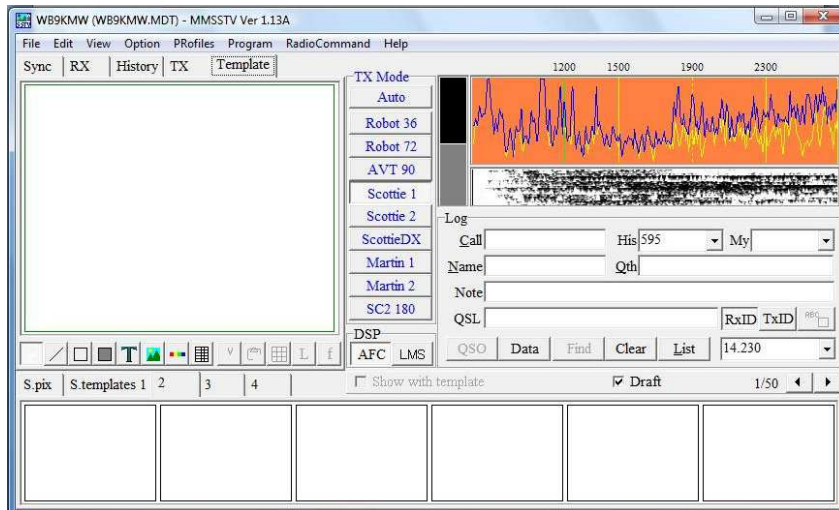 WB9KMW (WB9KMW.MDT) - MMSSTV Ver 1.13A
File Edit View Option PRofiles Program RadioCommand Help
Sync RX History TX Template
TX Mode
Auto
Robot 36
Robot 72
AVT 90
Scottie 1
Scottie 2
ScottieDX
Martin 1
Martin 2
SC2 180
DSP
AFC LMS
1200 1500 1900 2300
Log
Call His 595 My
Name Qth
Note
QSL RxID TxID ABC
QSO Data Find Clear List 14.230
T L f
S.pix S.templates 1 2 3 4
Show with template Draft 1/50